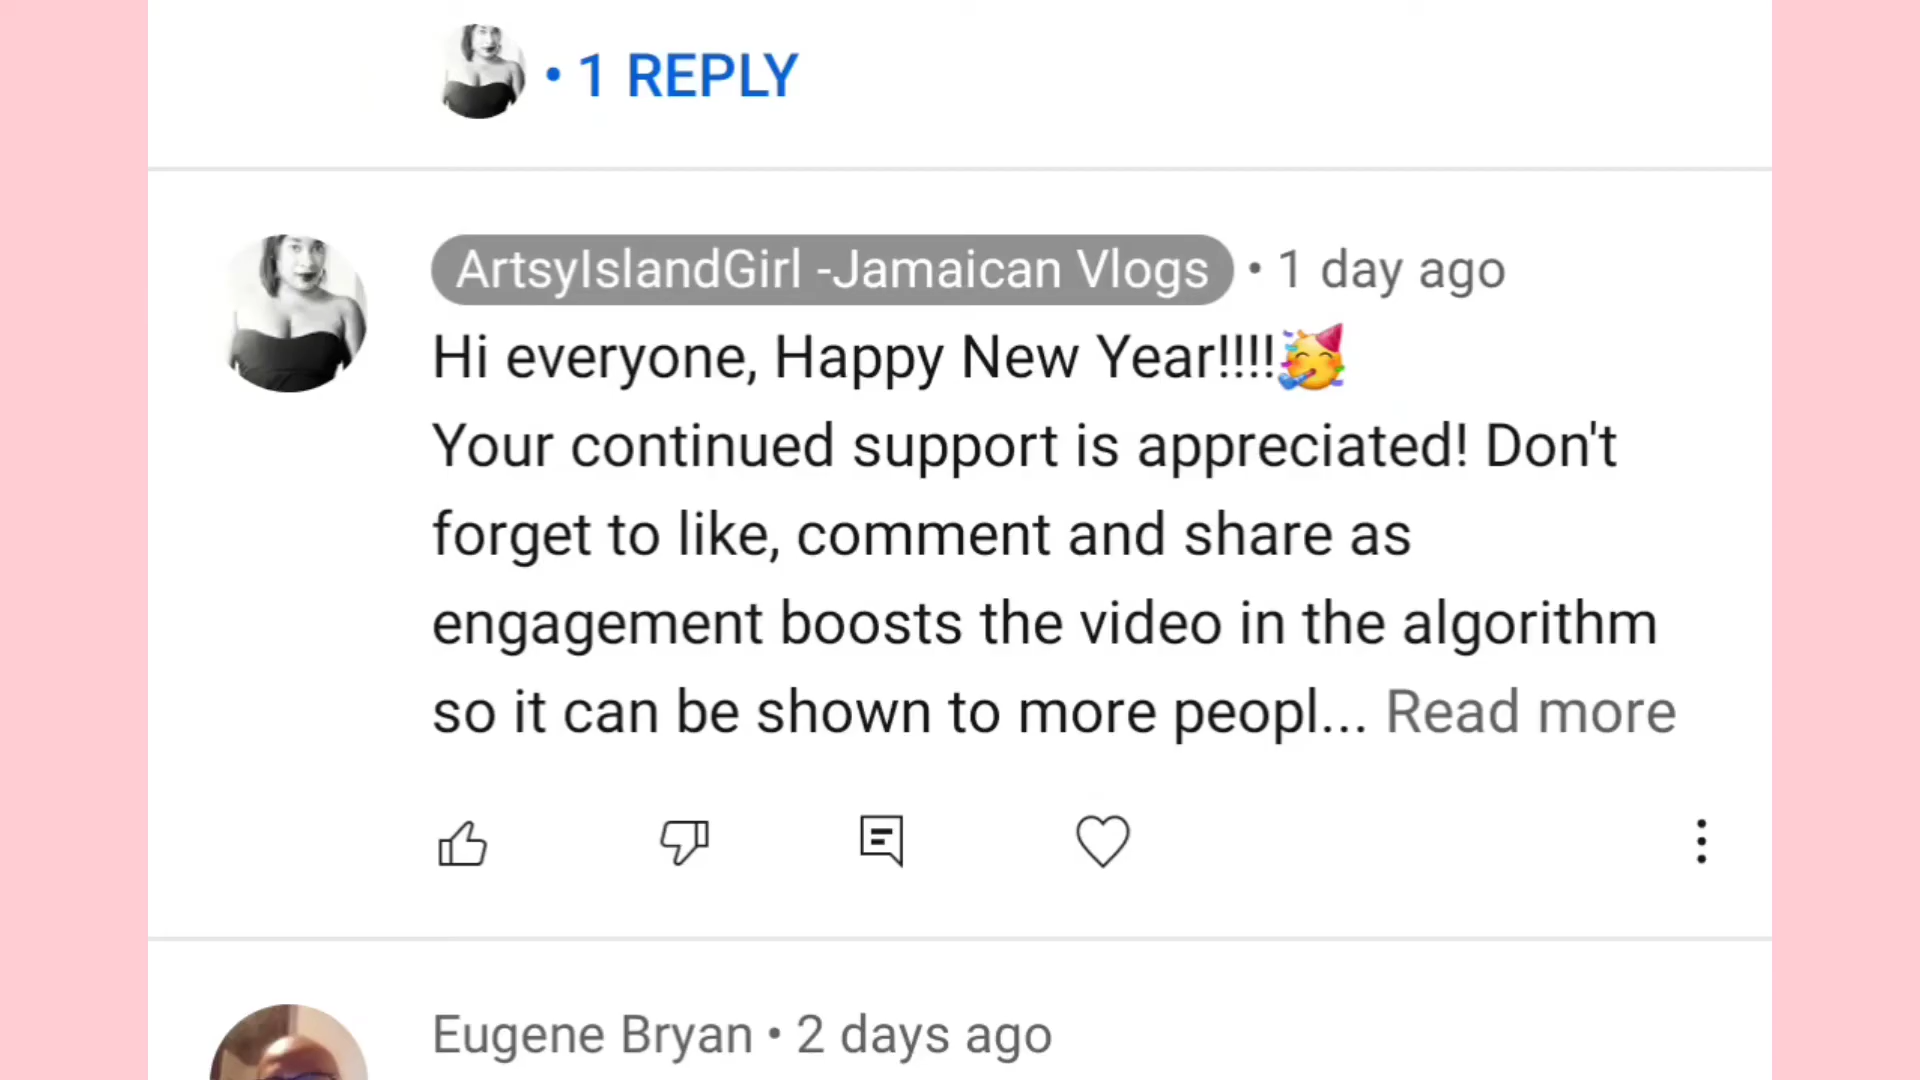 • 1 REPLY
ArtsyIslandGirl -Jamaican Vlogs • 1 day ago
Hi everyone, Happy New Year!!!!🥳
Your continued support is appreciated! Don't
forget to like, comment and share as
engagement boosts the video in the algorithm
so it can be shown to more peopl... Read more
Eugene Bryan • 2 days ago